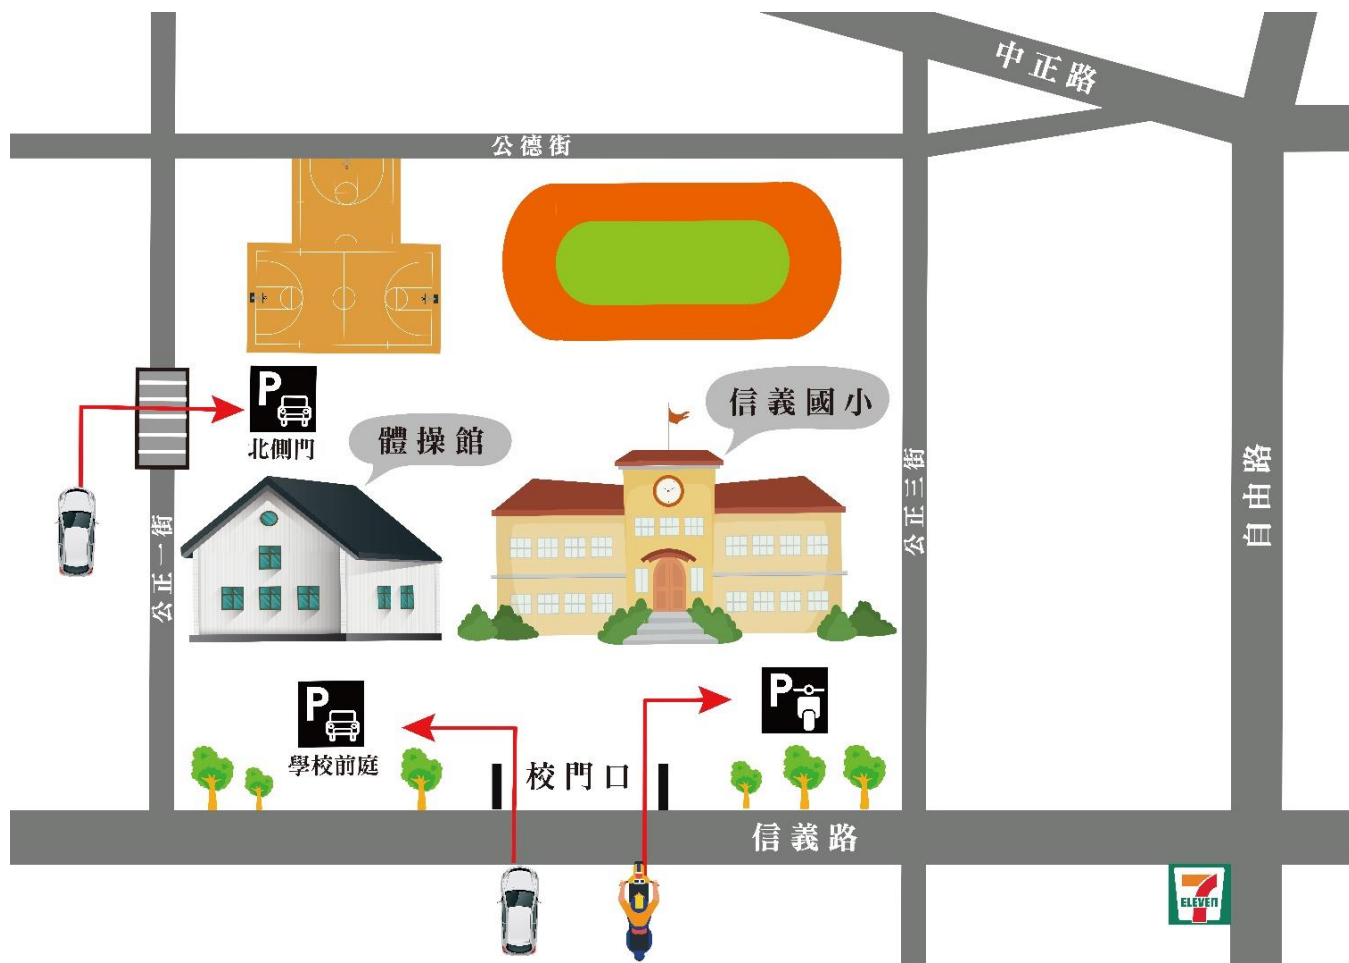 中正路
公德街
P
北側門
體操館
信義國小
公正一街
公正三街
自由路
P
學校前庭
校門口
P
信義路
7
ELEVEn